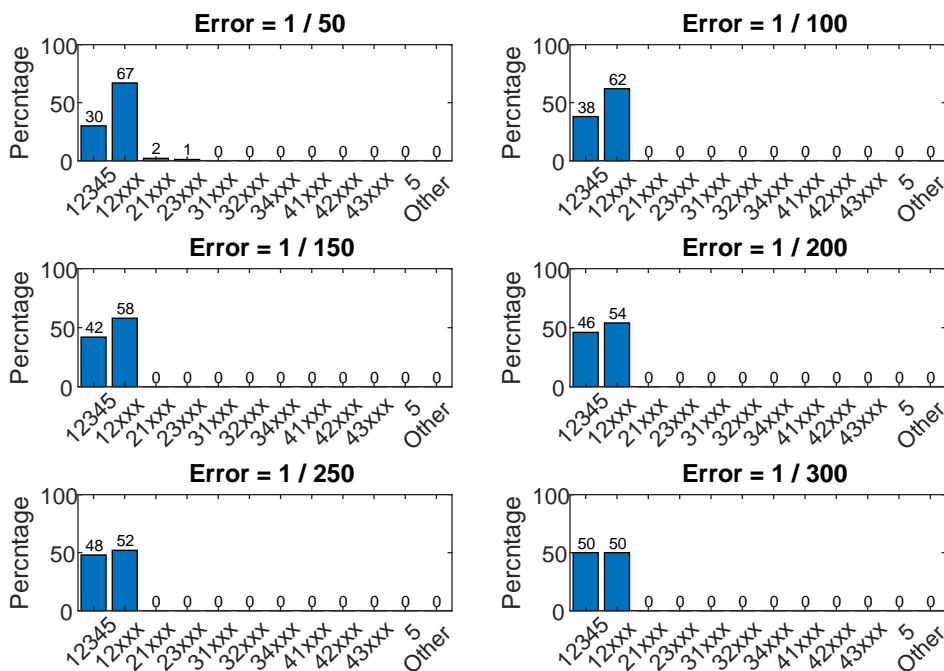 Error = 1 / 50
Percntage
100
50
0
30 67 2 1 0 0 0 0 0 0 0 0
12345 12xxx 21xxx 23xxx 31xxx 32xxx 34xxx 41xxx 42xxx 43xxx 5 Other
Error = 1 / 100
Percntage
100
50
0
38 62 0 0 0 0 0 0 0 0 0 0
12345 12xxx 21xxx 23xxx 31xxx 32xxx 34xxx 41xxx 42xxx 43xxx 5 Other
Error = 1 / 150
Percntage
100
50
0
42 58 0 0 0 0 0 0 0 0 0 0
12345 12xxx 21xxx 23xxx 31xxx 32xxx 34xxx 41xxx 42xxx 43xxx 5 Other
Error = 1 / 200
Percntage
100
50
0
46 54 0 0 0 0 0 0 0 0 0 0
12345 12xxx 21xxx 23xxx 31xxx 32xxx 34xxx 41xxx 42xxx 43xxx 5 Other
Error = 1 / 250
Percntage
100
50
0
48 52 0 0 0 0 0 0 0 0 0 0
12345 12xxx 21xxx 23xxx 31xxx 32xxx 34xxx 41xxx 42xxx 43xxx 5 Other
Error = 1 / 300
Percntage
100
50
0
50 50 0 0 0 0 0 0 0 0 0 0
12345 12xxx 21xxx 23xxx 31xxx 32xxx 34xxx 41xxx 42xxx 43xxx 5 Other